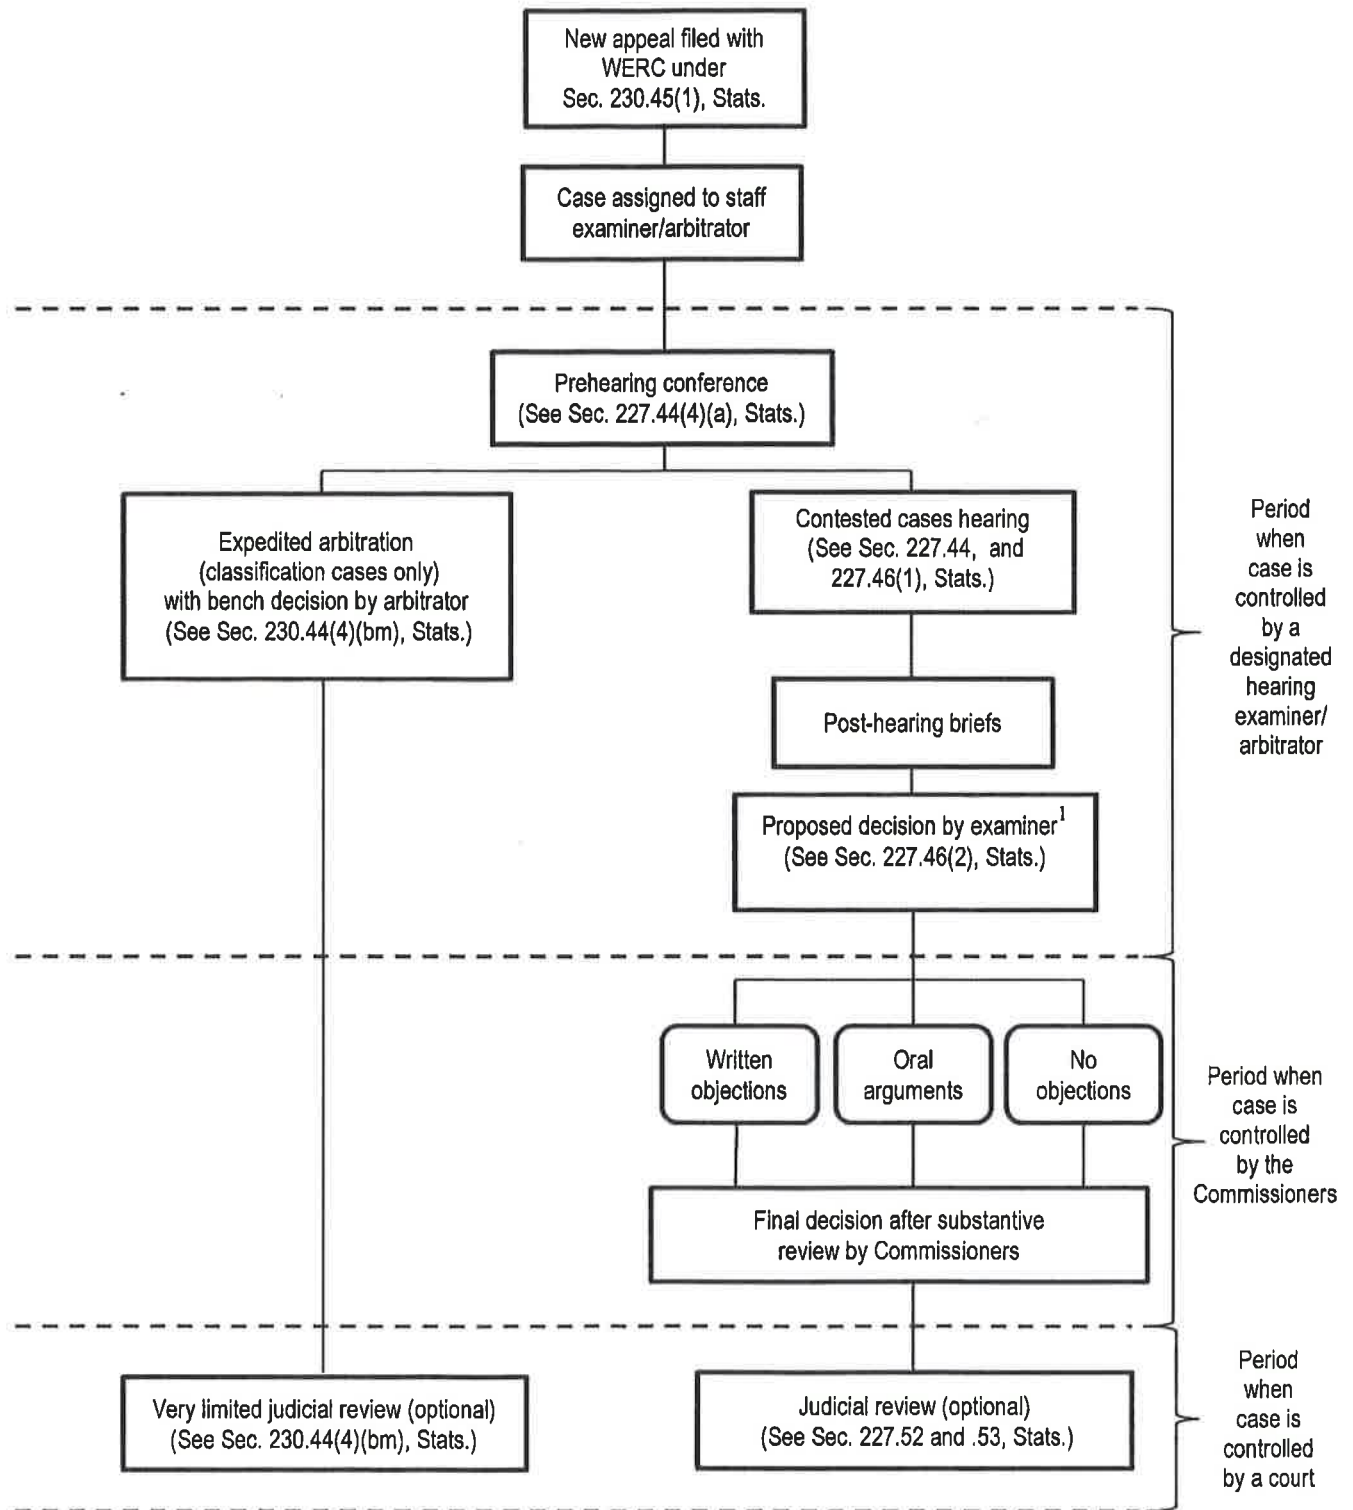 New appeal filed with
WERC under
Sec. 230.45(1), Stats.
Case assigned to staff
examiner/arbitrator
Prehearing conference
(See Sec. 227.44(4)(a), Stats.)
Expedited arbitration
(classification cases only)
with bench decision by arbitrator
(See Sec. 230.44(4)(bm), Stats.)
Contested cases hearing
(See Sec. 227.44, and
227.46(1), Stats.)
Post-hearing briefs
Proposed decision by examiner1
(See Sec. 227.46(2), Stats.)
Period
when
case is
controlled
by a
designated
hearing
examiner/
arbitrator
Written
objections
Oral
arguments
No
objections
Final decision after substantive
review by Commissioners
Period when
case is
controlled
by the
Commissioners
Very limited judicial review (optional)
(See Sec. 230.44(4)(bm), Stats.)
Judicial review (optional)
(See Sec. 227.52 and .53, Stats.)
Period
when
case is
controlled
by a court